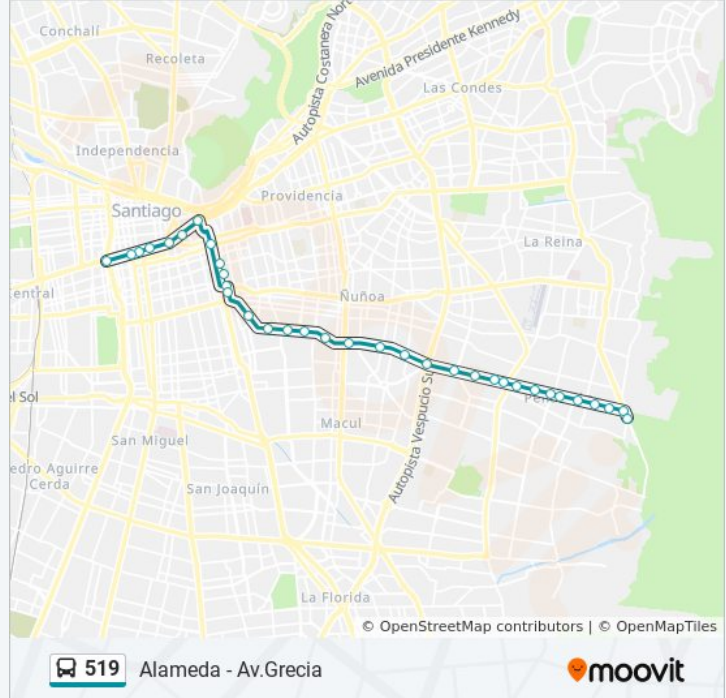 Conchalí
Recoleta
Autopista Costanera Nor
Avenida Presidente Kennedy
Las Condes
Independencia
Providencia
Santiago
La Reina
entral
Ñuñoa
Autopista Vespucio Su
el Sol
Macul
San Miguel
edro Aguirre
Cerda
San Joaquín
La Florida
© OpenStreetMap contributors | © OpenMapTiles
519 Alameda - Av.Grecia
moovit